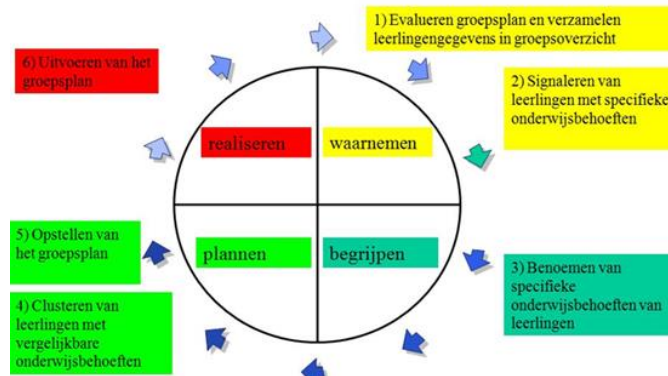 1) Evalueren groepsplan en verzamelen
leerlingengegevens in groepsoverzicht
6) Uitvoeren van het
groepsplan
2) Signaleren van
leerlingen met specifieke
onderwijsbehoeften
realiseren
waarnemen
5) Opstellen van
het groepsplan
plannen
begrijpen
3) Benoemen van
specifieke
onderwijsbehoeften van
leerlingen
4) Clusteren van
leerlingen met
vergelijkbare
onderwijsbehoeften